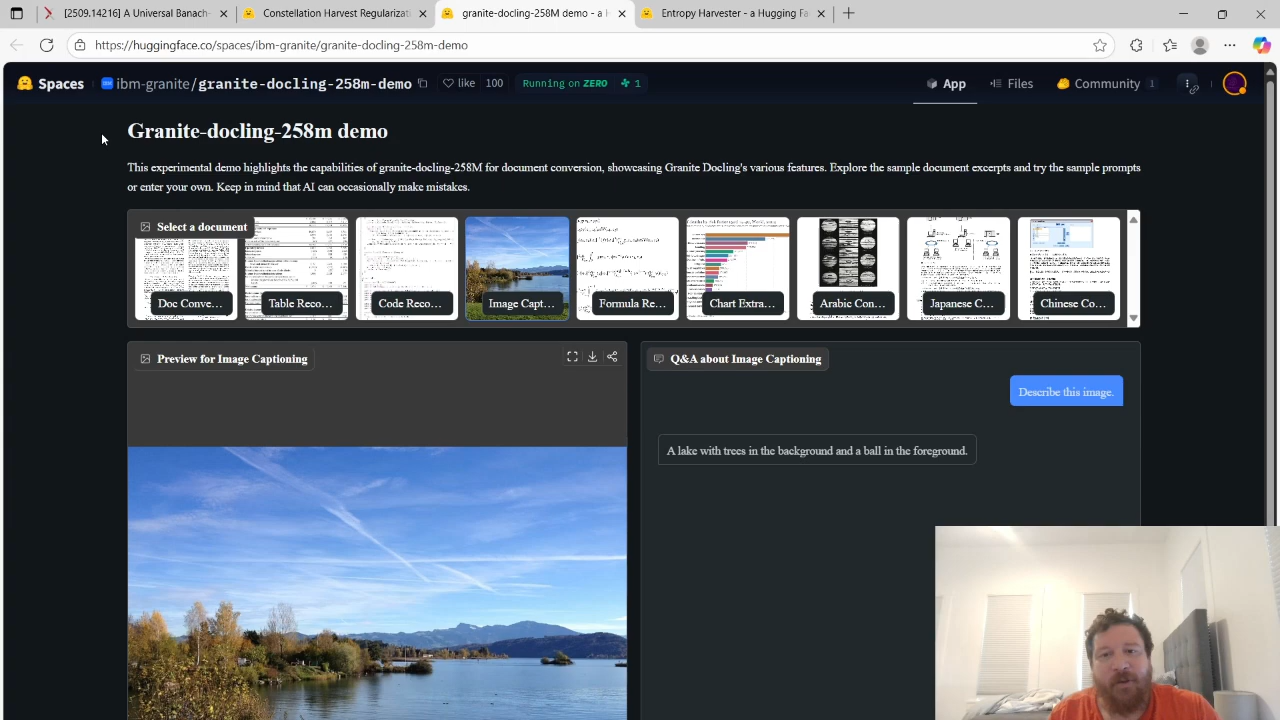 [2509.14216] A Universal Banach-
Constellation Harvest Regularizati
granite-docling-258M demo - a H
Entropy Harvester - a Hugging Fa
https://huggingface.co/spaces/ibm-granite/granite-docling-258m-demo
Spaces
ibm-granite/granite-docling-258m-demo
like 100
Running on ZERO 1
App
Files
Community 1
Granite-docling-258m demo
This experimental demo highlights the capabilities of granite-docling-258M for document conversion, showcasing Granite Docling's various features. Explore the sample document excerpts and try the sample prompts
or enter your own. Keep in mind that AI can occasionally make mistakes.
Select a document
Doc Conve...
Table Reco...
Code Reco...
Image Capt...
Formula Re...
Chart Extra...
Arabic Con...
Japanese C...
Chinese Co...
Preview for Image Captioning
Q&A about Image Captioning
Describe this image.
A lake with trees in the background and a ball in the foreground.